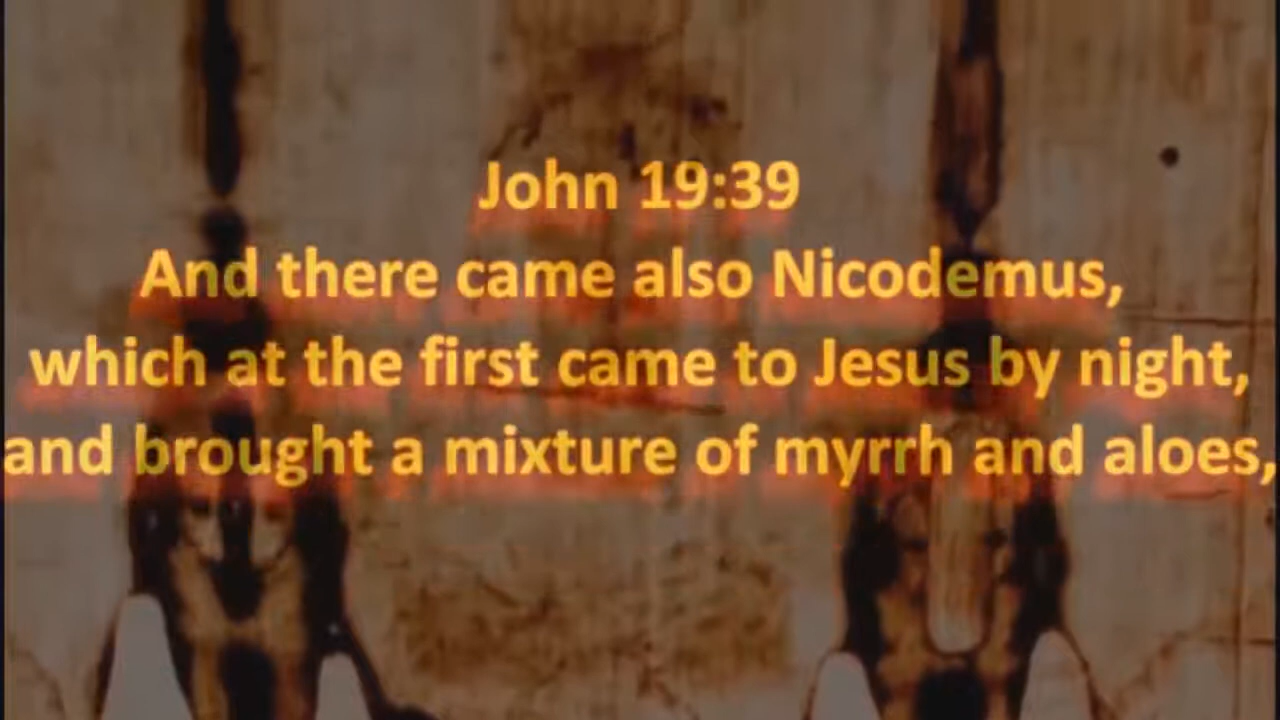 John 19:39
And there came also Nicodemus,
which at the first came to Jesus by night,
and brought a mixture of myrrh and aloes,